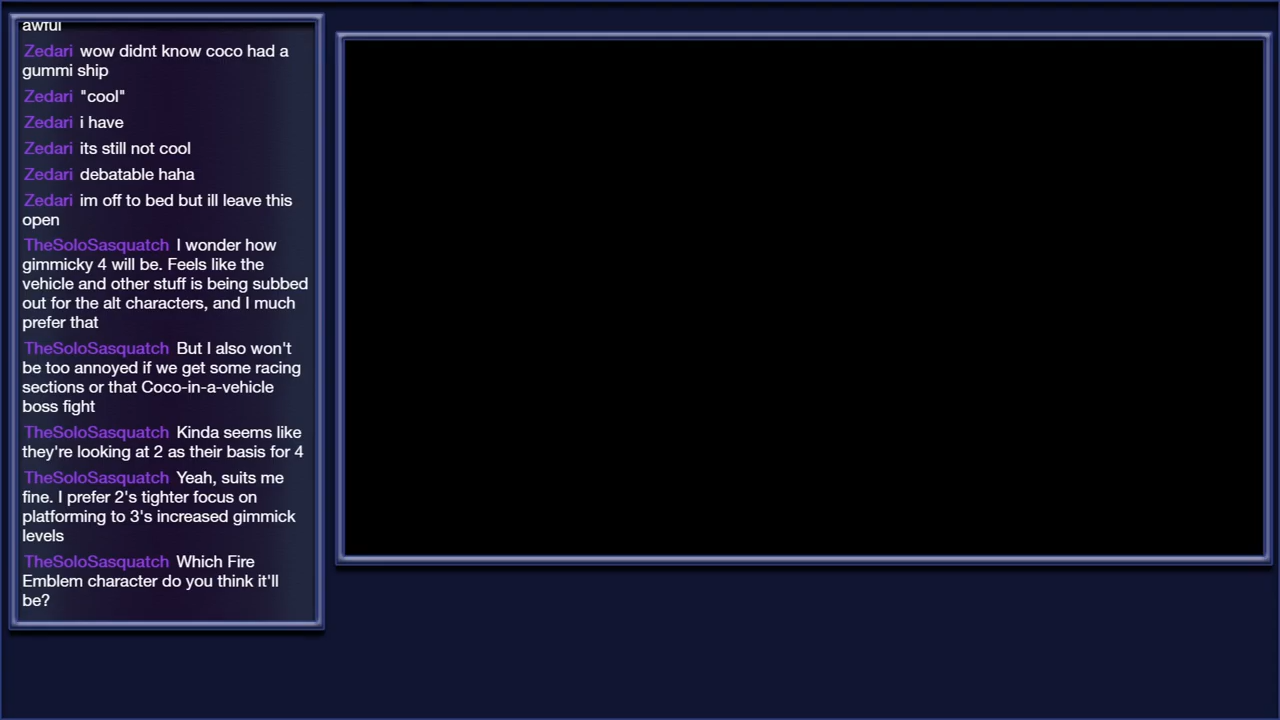 awful
Zedari wow didnt know coco had a
gummi ship
Zedari "cool"
Zedari i have
Zedari its still not cool
Zedari debatable haha
Zedari im off to bed but ill leave this
open
TheSoloSasquatch I wonder how
gimmicky 4 will be. Feels like the
vehicle and other stuff is being subbed
out for the alt characters, and I much
prefer that
TheSoloSasquatch But I also won't
be too annoyed if we get some racing
sections or that Coco-in-a-vehicle
boss fight
TheSoloSasquatch Kinda seems like
they're looking at 2 as their basis for 4
TheSoloSasquatch Yeah, suits me
fine. I prefer 2's tighter focus on
platforming to 3's increased gimmick
levels
TheSoloSasquatch Which Fire
Emblem character do you think it'll
be?